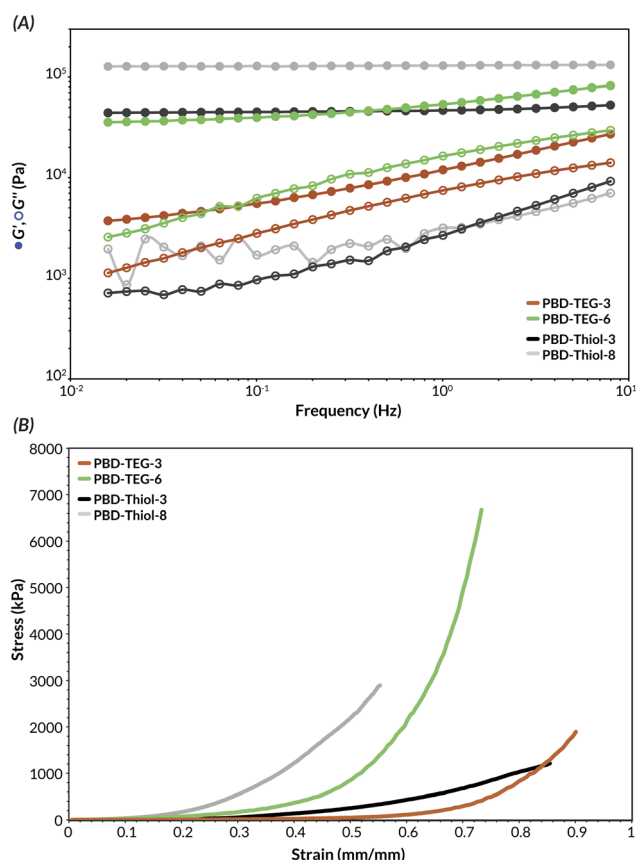 (A)
●G′, ○G′′ (Pa)
10⁵
10⁴
10³
10²
PBD-TEG-3
PBD-TEG-6
PBD-Thiol-3
PBD-Thiol-8
10⁻² 10⁻¹ 10⁰ 10¹
Frequency (Hz)
(B)
Stress (kPa)
8000
7000
6000
5000
4000
3000
2000
1000
0
PBD-TEG-3
PBD-TEG-6
PBD-Thiol-3
PBD-Thiol-8
0 0.1 0.2 0.3 0.4 0.5 0.6 0.7 0.8 0.9 1
Strain (mm/mm)